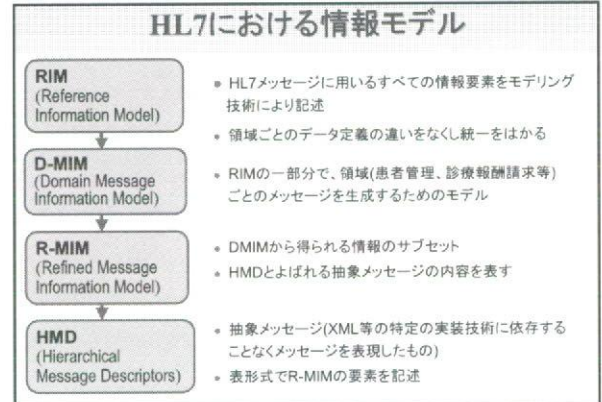 HL7における情報モデル
RIM
(Reference
Information Model)
• HL7メッセージに用いるすべての情報要素をモデリング
技術により記述
• 領域ごとのデータ定義の違いをなくし統一をはかる
D-MIM
(Domain Message
Information Model)
• RIMの一部分で、領域(患者管理、診療報酬請求等)
ごとのメッセージを生成するためのモデル
R-MIM
(Refined Message
Information Model)
• DMIMから得られる情報のサブセット
• HMDとよばれる抽象メッセージの内容を表す
HMD
(Hierarchical
Message Descriptors)
• 抽象メッセージ(XML等の特定の実装技術に依存する
ことなくメッセージを表現したもの)
• 表形式でR-MIMの要素を記述